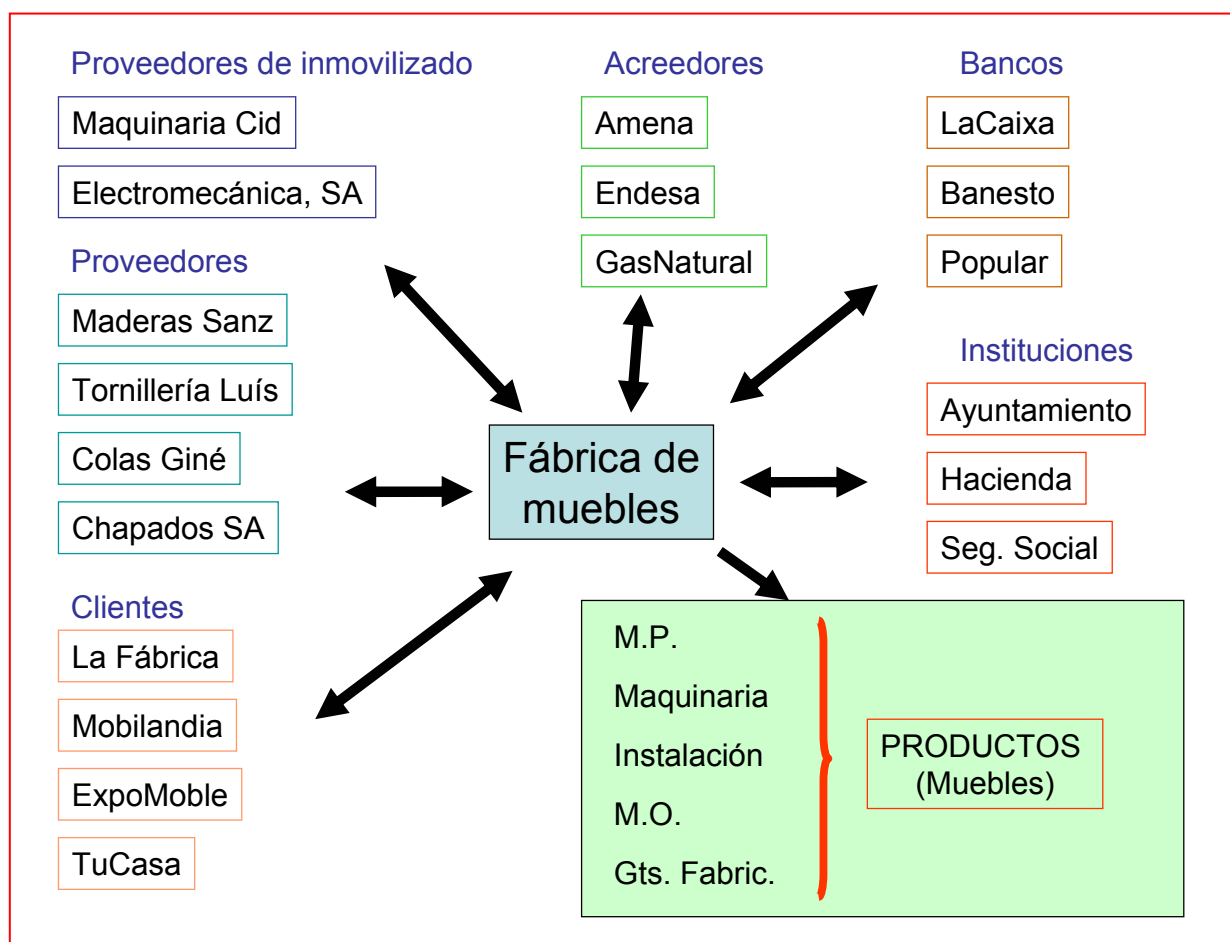 Proveedores de inmovilizado
Maquinaria Cid
Electromecánica, SA
Proveedores
Maderas Sanz
Tornillería Luís
Colas Giné
Chapados SA
Clientes
La Fábrica
Mobilandia
ExpoMoble
TuCasa
Acreedores
Amena
Endesa
GasNatural
Bancos
LaCaixa
Banesto
Popular
Instituciones
Ayuntamiento
Hacienda
Seg. Social
Fábrica de
muebles
M.P.
Maquinaria
Instalación
M.O.
Gts. Fabric.
PRODUCTOS
(Muebles)